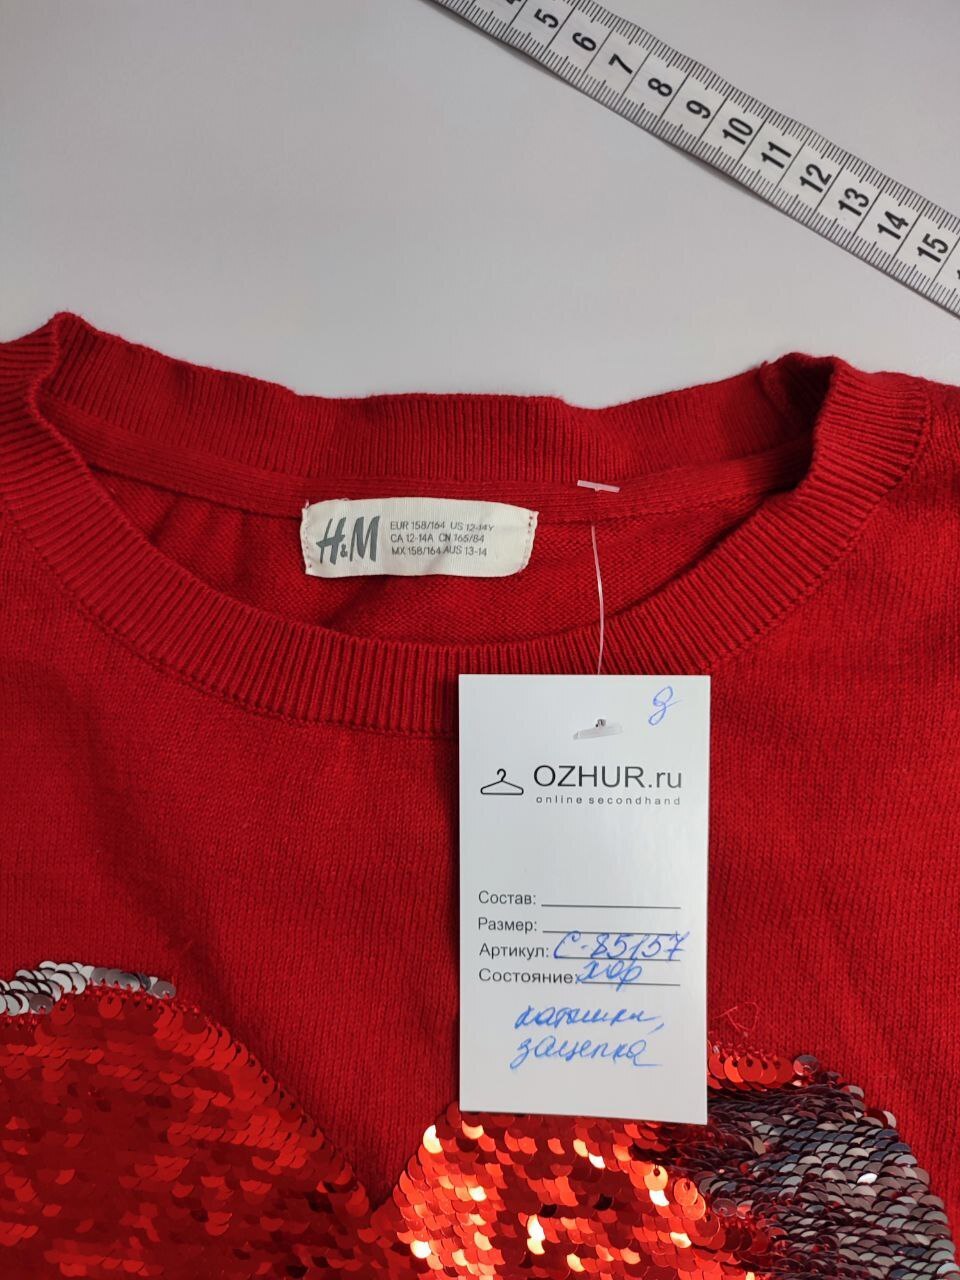 5 6 7 8 9 10 11 12 13 14 15
H&M
EUR 158/164 US 12-14Y
CA 12-14A CN 165/84
MX 158/164 AUS 13-14
OZHUR.ru
online secondhand
Состав:
Размер:
Артикул: С-85157
Состояние: хор
катышки,
зацепка